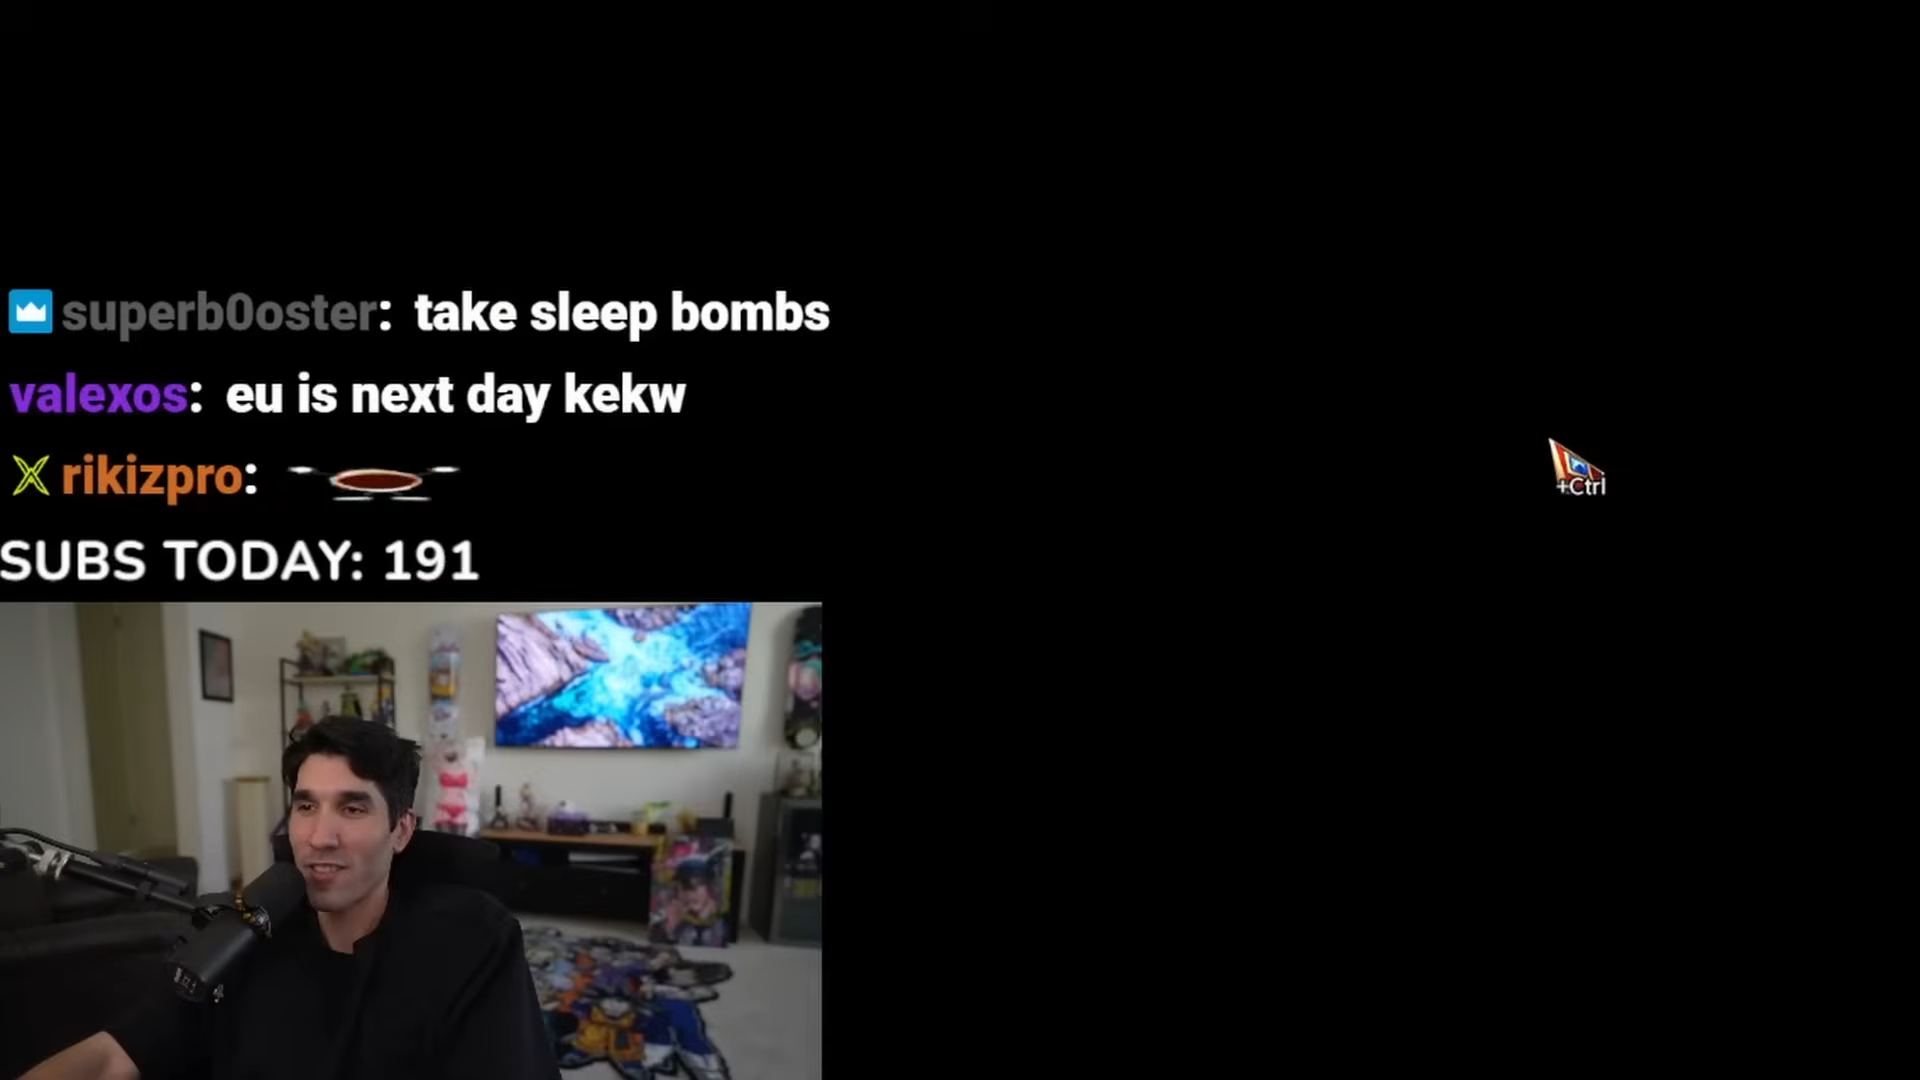 superb0oster: take sleep bombs
valexos: eu is next day kekw
rikizpro:
SUBS TODAY: 191
+Ctrl